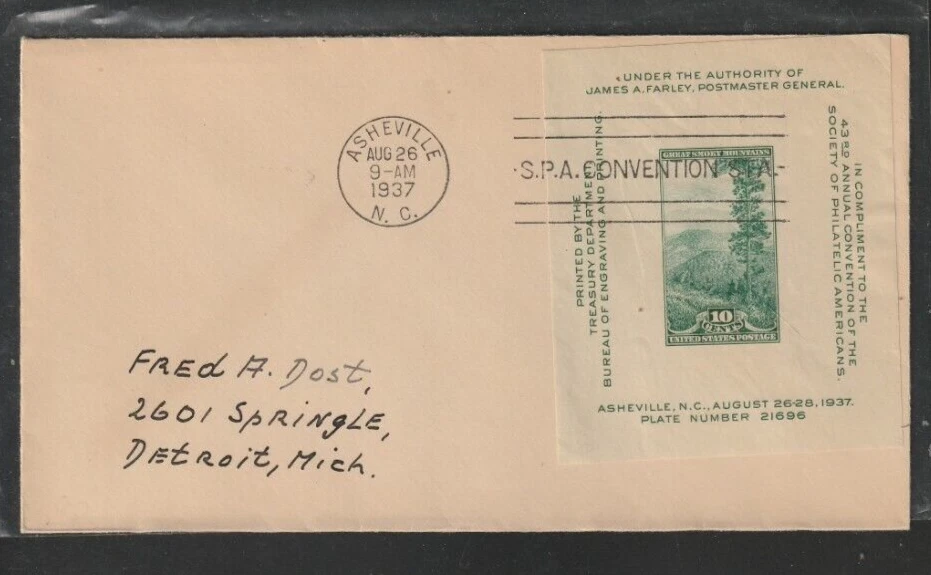 UNDER THE AUTHORITY OF
JAMES A. FARLEY, POSTMASTER GENERAL.
ASHEVILLE
AUG 26
9-AM
1937
N. C.
S.P.A. CONVENTION STA.
PRINTED BY THE
TREASURY DEPARTMENT
BUREAU OF ENGRAVING AND PRINTING.
GREAT SMOKY MOUNTAINS
10
CENTS
UNITED STATES POSTAGE
IN COMPLIMENT TO THE
43RD ANNUAL CONVENTION OF THE
SOCIETY OF PHILATELIC AMERICANS.
ASHEVILLE, N.C., AUGUST 26-28, 1937.
PLATE NUMBER 21696
FREd A. Dost,
2601 SpRiNgLE,
DEtroit, Mich.